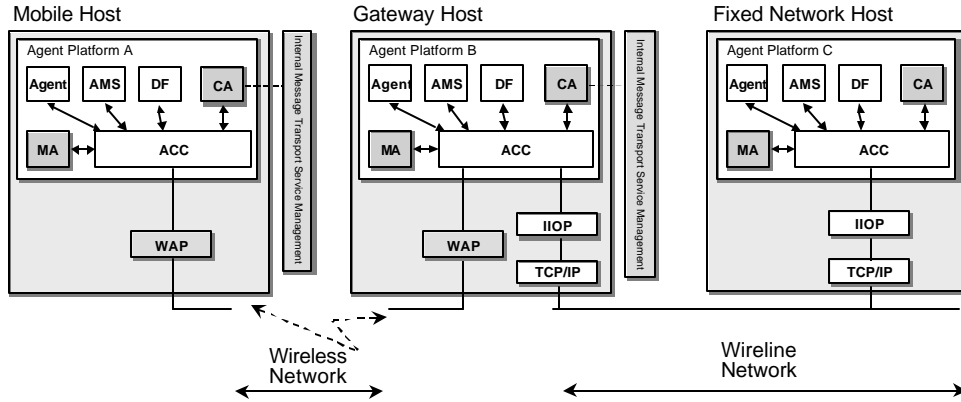 Mobile Host
Gateway Host
Fixed Network Host
Agent Platform A
Agent AMS DF CA
MA
ACC
WAP
Internal Message Transport Service Management
Agent Platform B
Agent AMS DF CA
MA
ACC
WAP
IIOP
TCP/IP
Internal Message Transport Service Management
Agent Platform C
Agent AMS DF CA
MA
ACC
IIOP
TCP/IP
Wireless
Network
Wireline
Network